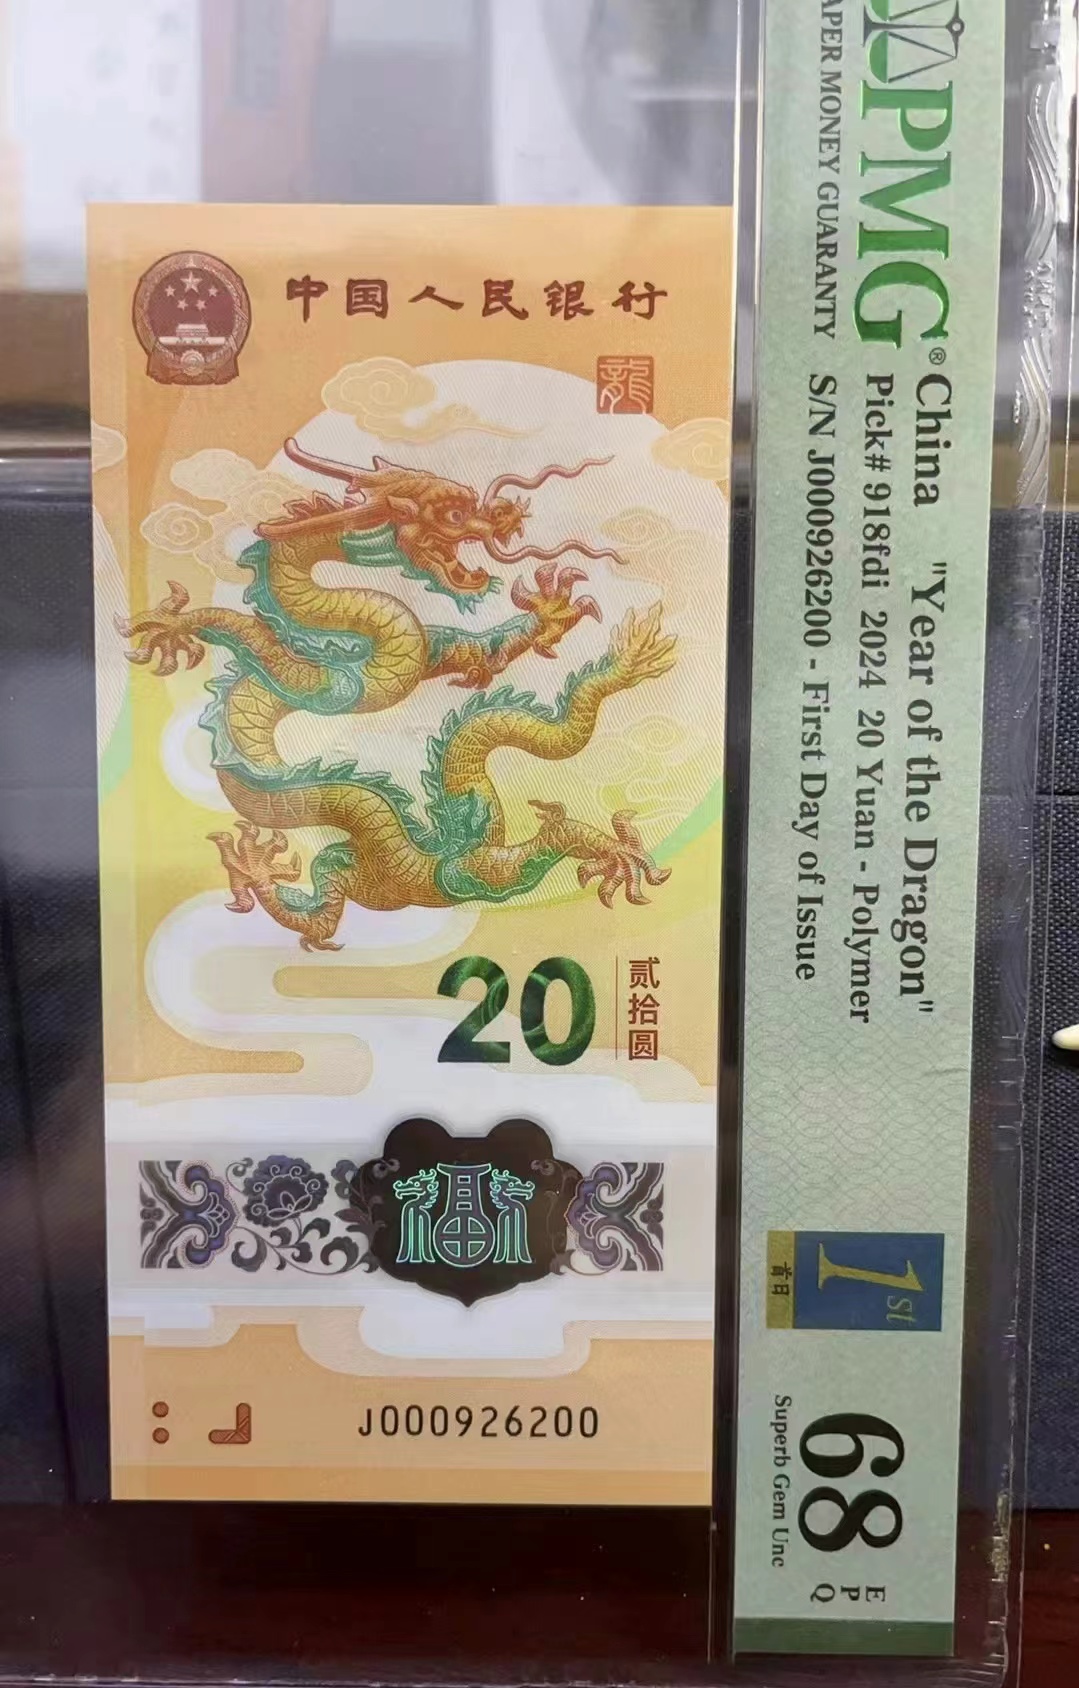 中国人民银行
龍
20
贰拾圆
福
J000926200
PMG®
APER MONEY GUARANTY
China "Year of the Dragon"
Pick# 918fdi 2024 20 Yuan - Polymer
S/N J000926200 - First Day of Issue
1st
首日
68
EPQ
Superb Gem Unc